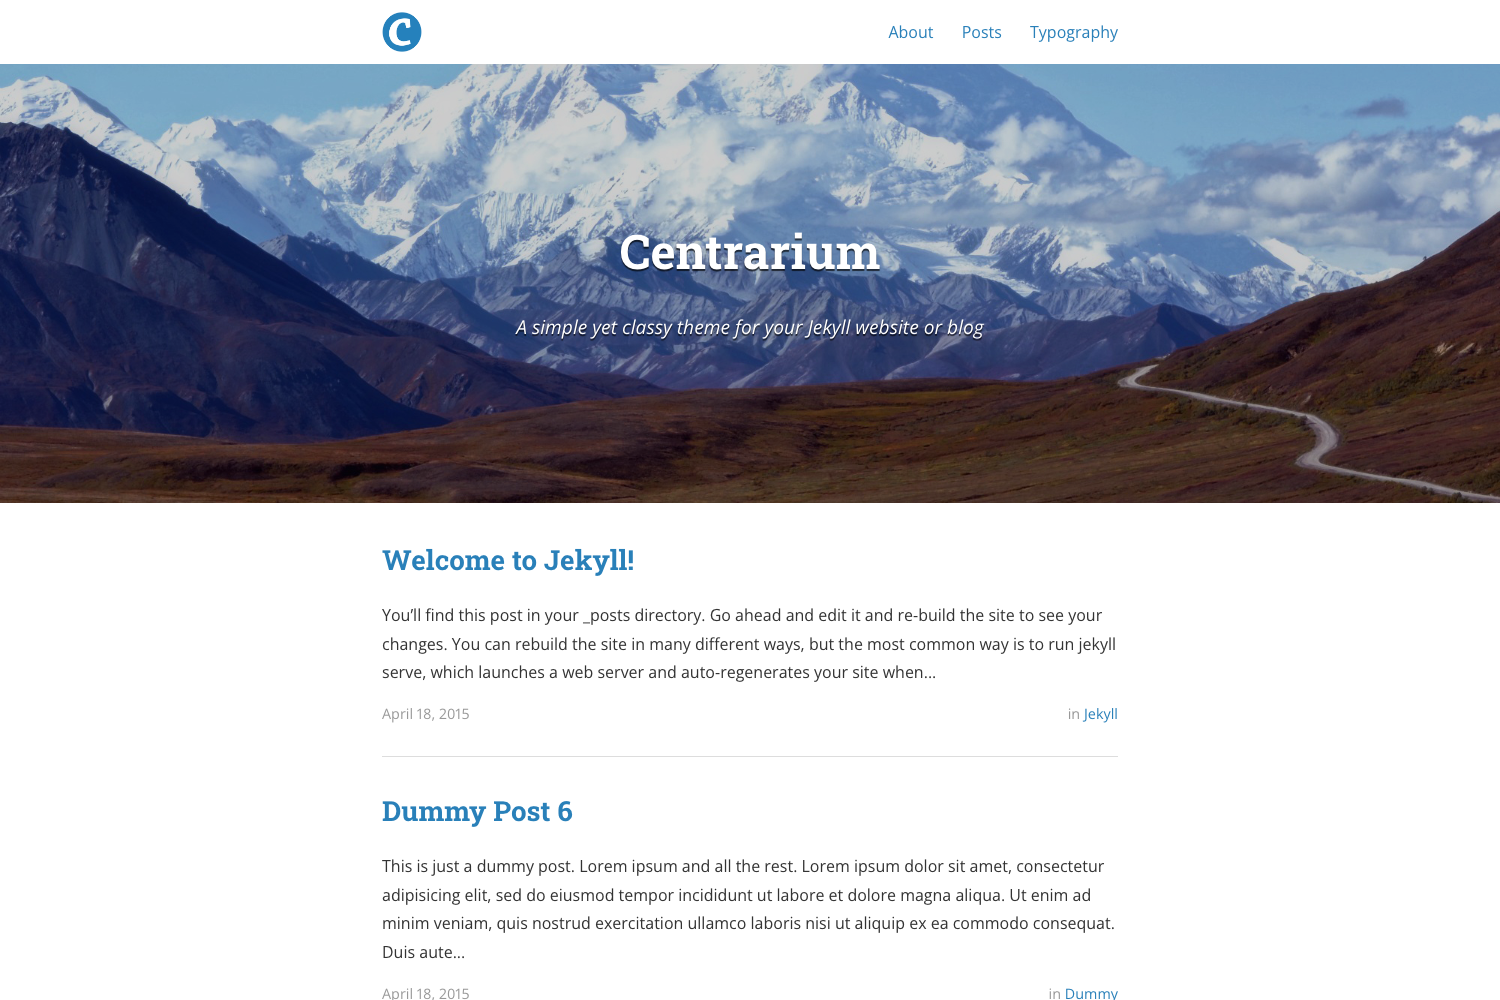 C
About Posts Typography
Centrarium
A simple yet classy theme for your Jekyll website or blog
Welcome to Jekyll!
You’ll find this post in your _posts directory. Go ahead and edit it and re-build the site to see your
changes. You can rebuild the site in many different ways, but the most common way is to run jekyll
serve, which launches a web server and auto-regenerates your site when...
April 18, 2015 in Jekyll
Dummy Post 6
This is just a dummy post. Lorem ipsum and all the rest. Lorem ipsum dolor sit amet, consectetur
adipisicing elit, sed do eiusmod tempor incididunt ut labore et dolore magna aliqua. Ut enim ad
minim veniam, quis nostrud exercitation ullamco laboris nisi ut aliquip ex ea commodo consequat.
Duis aute...
April 18, 2015 in Dummy